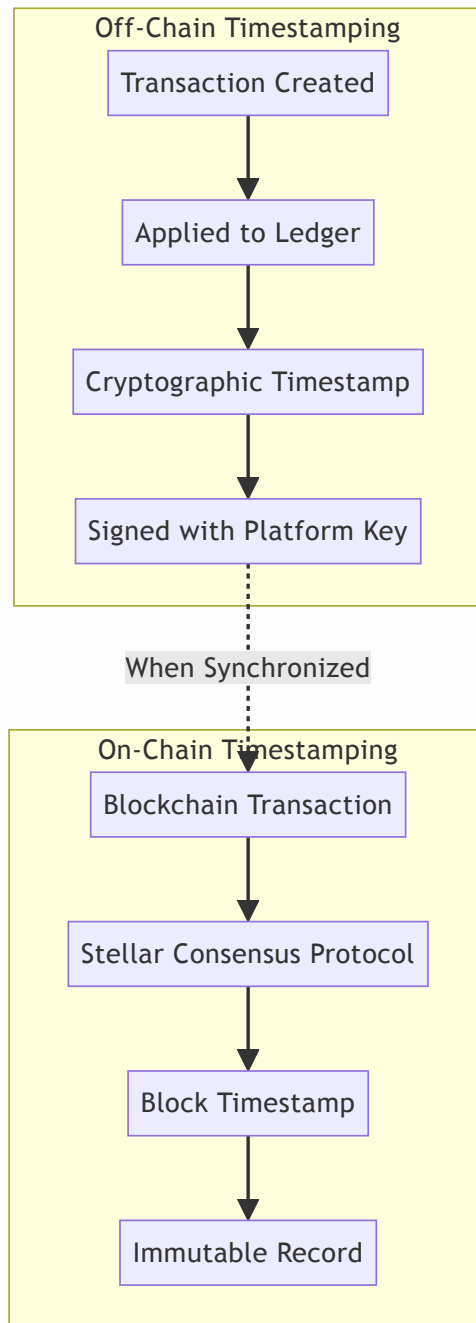 Off-Chain Timestamping
Transaction Created
Applied to Ledger
Cryptographic Timestamp
Signed with Platform Key
When Synchronized
On-Chain Timestamping
Blockchain Transaction
Stellar Consensus Protocol
Block Timestamp
Immutable Record